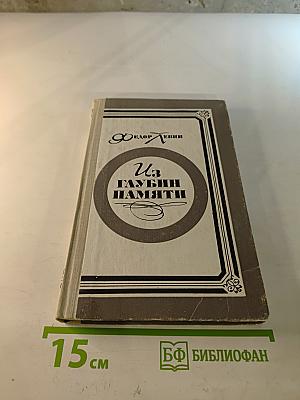 Федор Левин
Из
ГЛУБИН
ПАМЯТИ
15 см
БФ БИБЛИОФАН